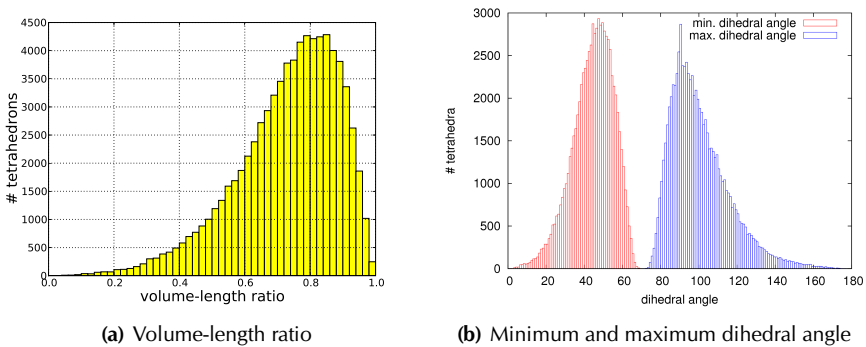 4500
4000
3500
3000
2500
2000
1500
1000
500
0
# tetrahedrons
0.0 0.2 0.4 0.6 0.8 1.0
volume-length ratio
(a) Volume-length ratio
3000
2500
2000
1500
1000
500
0
# tetrahedra
min. dihedral angle
max. dihedral angle
0 20 40 60 80 100 120 140 160 180
dihedral angle
(b) Minimum and maximum dihedral angle